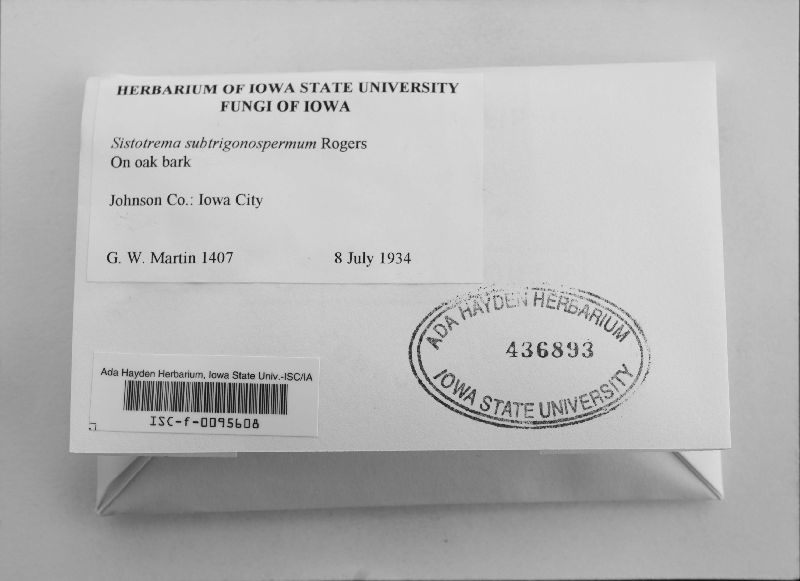 HERBARIUM OF IOWA STATE UNIVERSITY
FUNGI OF IOWA
Sistotrema subtrigonospermum Rogers
On oak bark
Johnson Co.: Iowa City
G. W. Martin 1407 8 July 1934
ADA HAYDEN HERBARIUM
436893
IOWA STATE UNIVERSITY
Ada Hayden Herbarium, Iowa State Univ.-ISC/IA
ISC-f-0095608